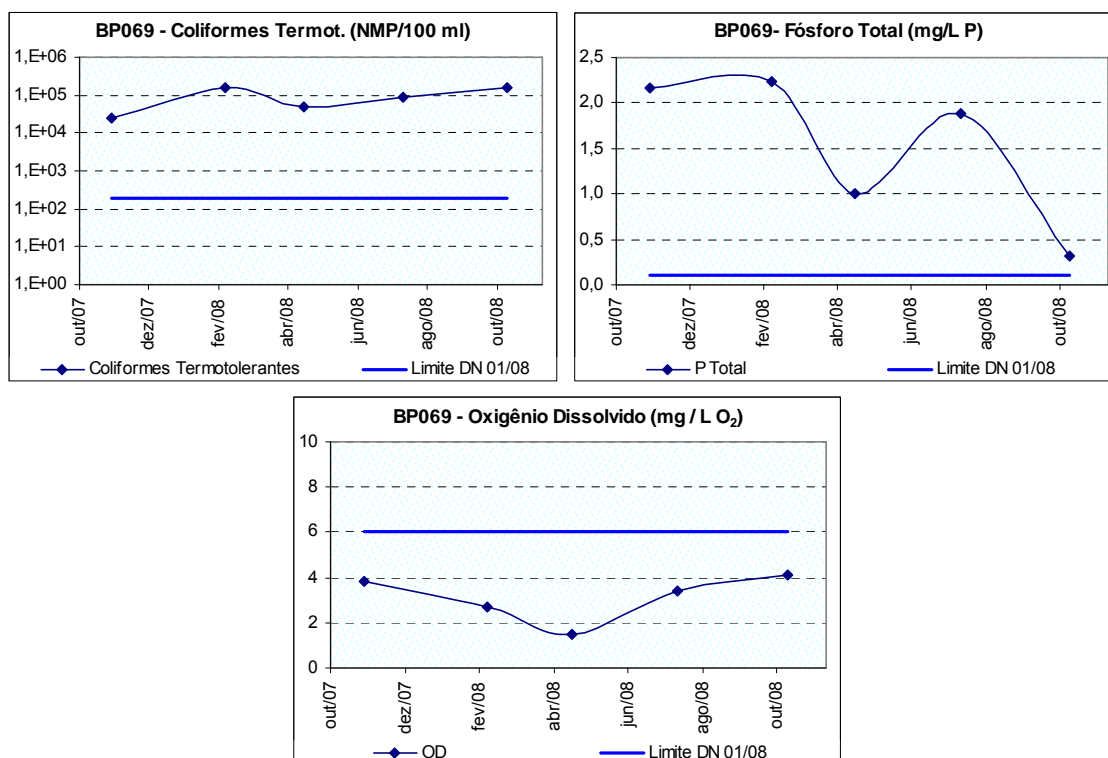 BP069 - Coliformes Termot. (NMP/100 ml)
1,E+06
1,E+05
1,E+04
1,E+03
1,E+02
1,E+01
1,E+00
out/07
dez/07
fev/08
abr/08
jun/08
ago/08
out/08
Coliformes Termotolerantes
Limite DN 01/08
BP069- Fósforo Total (mg/L P)
2,5
2,0
1,5
1,0
0,5
0,0
out/07
dez/07
fev/08
abr/08
jun/08
ago/08
out/08
P Total
Limite DN 01/08
BP069 - Oxigênio Dissolvido (mg / L O₂)
10
8
6
4
2
0
out/07
dez/07
fev/08
abr/08
jun/08
ago/08
out/08
OD
Limite DN 01/08